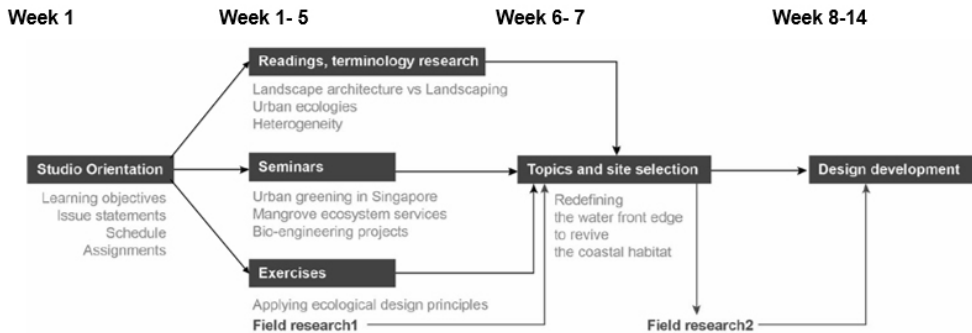 Week 1
Week 1- 5
Week 6- 7
Week 8-14
Readings, terminology research
Landscape architecture vs Landscaping
Urban ecologies
Heterogeneity
Studio Orientation
Learning objectives
Issue statements
Schedule
Assignments
Seminars
Urban greening in Singapore
Mangrove ecosystem services
Bio-engineering projects
Exercises
Applying ecological design principles
Field research1
Topics and site selection
Redefining
the water front edge
to revive
the coastal habitat
Field research2
Design development